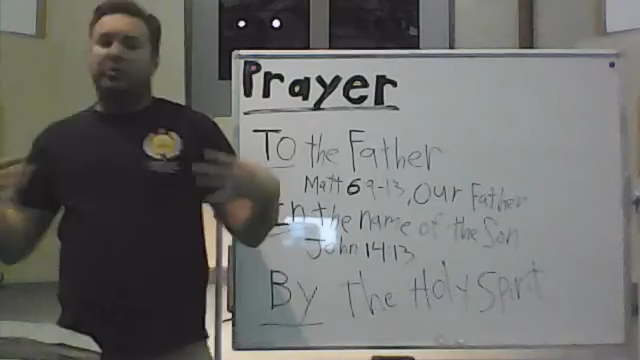 Prayer
To the Father
Matt 6 9-13, Our Father
In the name of the Son
John 14:13
By The Holy Spirit